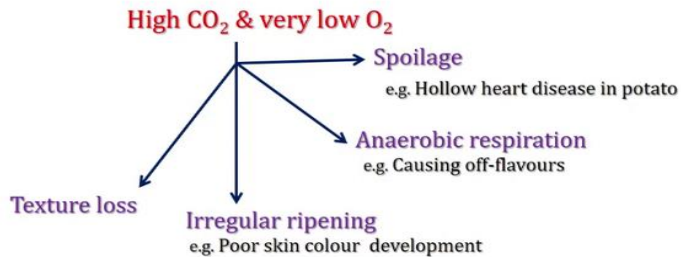 High CO₂ & very low O₂
Spoilage
e.g. Hollow heart disease in potato
Anaerobic respiration
e.g. Causing off-flavours
Texture loss
Irregular ripening
e.g. Poor skin colour development